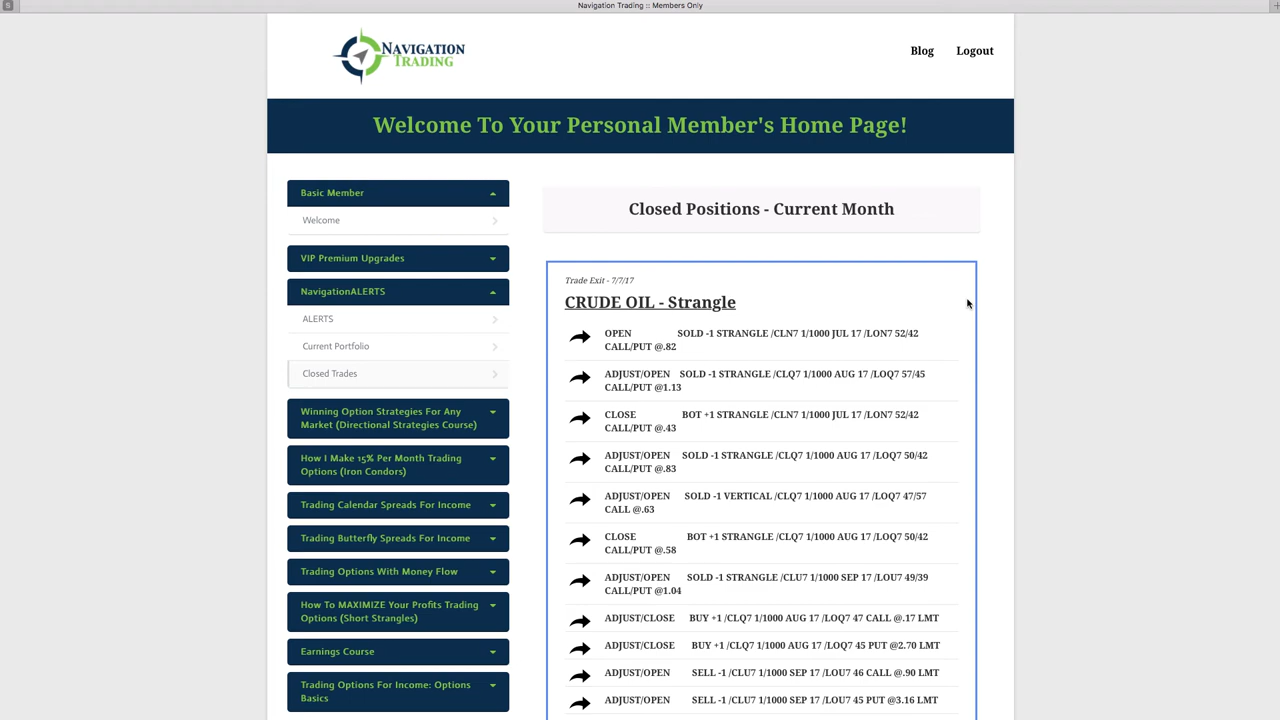 Navigation Trading :: Members Only
S
NAVIGATION
TRADING
Blog
Logout
Welcome To Your Personal Member's Home Page!
Basic Member
Welcome
VIP Premium Upgrades
NavigationALERTS
ALERTS
Current Portfolio
Closed Trades
Winning Option Strategies For Any
Market (Directional Strategies Course)
How I Make 15% Per Month Trading
Options (Iron Condors)
Trading Calendar Spreads For Income
Trading Butterfly Spreads For Income
Trading Options With Money Flow
How To MAXIMIZE Your Profits Trading
Options (Short Strangles)
Earnings Course
Trading Options For Income: Options
Basics
Closed Positions - Current Month
Trade Exit - 7/7/17
CRUDE OIL - Strangle
OPEN SOLD -1 STRANGLE /CLN7 1/1000 JUL 17 /LON7 52/42
CALL/PUT @.82
ADJUST/OPEN SOLD -1 STRANGLE /CLQ7 1/1000 AUG 17 /LOQ7 57/45
CALL/PUT @1.13
CLOSE BOT +1 STRANGLE /CLN7 1/1000 JUL 17 /LON7 52/42
CALL/PUT @.43
ADJUST/OPEN SOLD -1 STRANGLE /CLQ7 1/1000 AUG 17 /LOQ7 50/42
CALL/PUT @.83
ADJUST/OPEN SOLD -1 VERTICAL /CLQ7 1/1000 AUG 17 /LOQ7 47/57
CALL @.63
CLOSE BOT +1 STRANGLE /CLQ7 1/1000 AUG 17 /LOQ7 50/42
CALL/PUT @.58
ADJUST/OPEN SOLD -1 STRANGLE /CLU7 1/1000 SEP 17 /LOU7 49/39
CALL/PUT @1.04
ADJUST/CLOSE BUY +1 /CLQ7 1/1000 AUG 17 /LOQ7 47 CALL @.17 LMT
ADJUST/CLOSE BUY +1 /CLQ7 1/1000 AUG 17 /LOQ7 45 PUT @2.70 LMT
ADJUST/OPEN SELL -1 /CLU7 1/1000 SEP 17 /LOU7 46 CALL @.90 LMT
ADJUST/OPEN SELL -1 /CLU7 1/1000 SEP 17 /LOU7 45 PUT @3.16 LMT